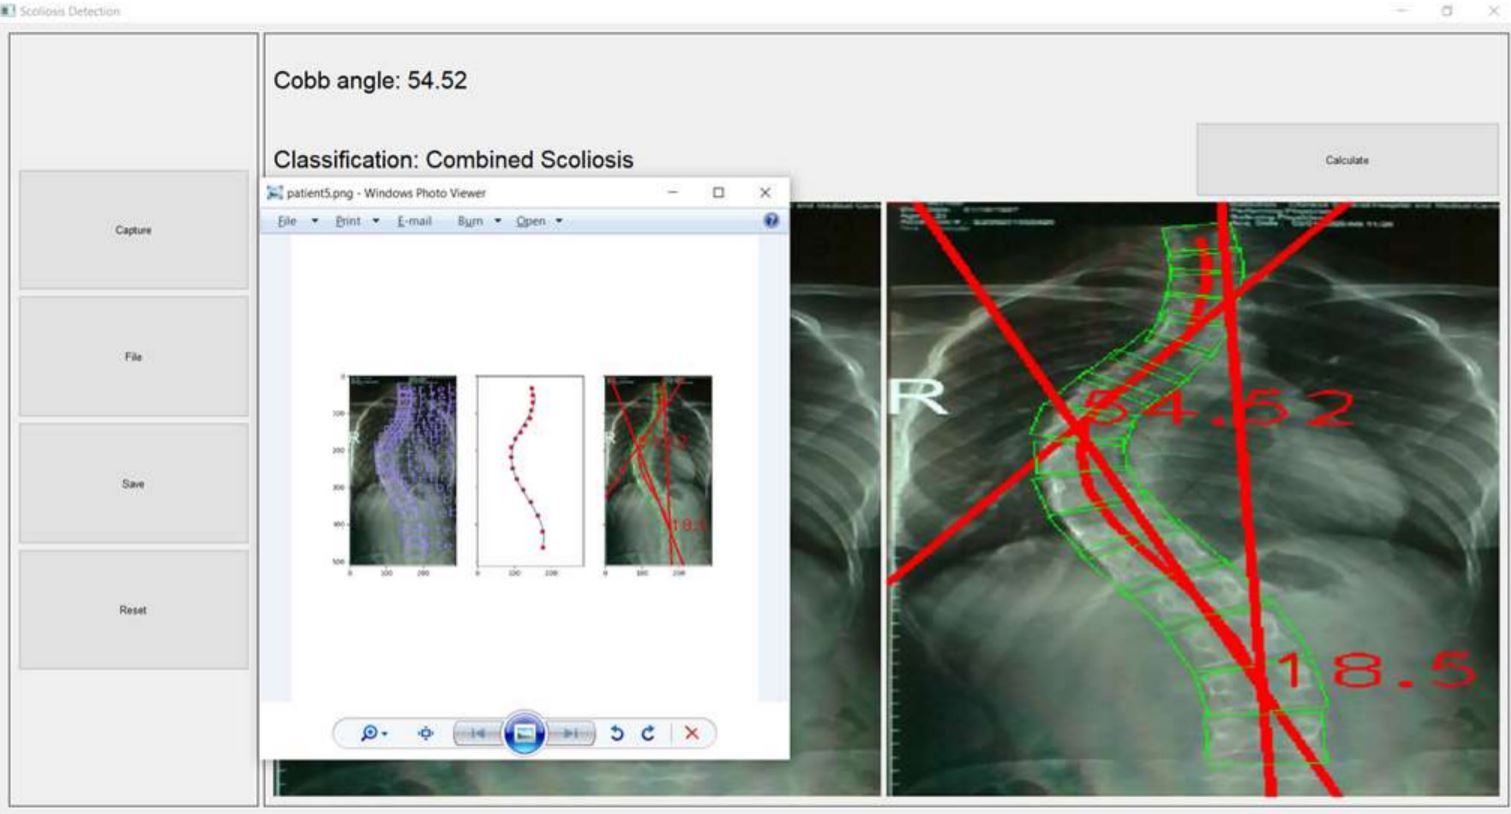 Scoliosis Detection
Cobb angle: 54.52
Classification: Combined Scoliosis
Calculate
Capture
File
Save
Reset
patient5.png - Windows Photo Viewer
File Print E-mail Burn Open
0
100
200
300
400
500
0 100 200
0 100 200
0 100 200
R
R
R
54.52
18.5